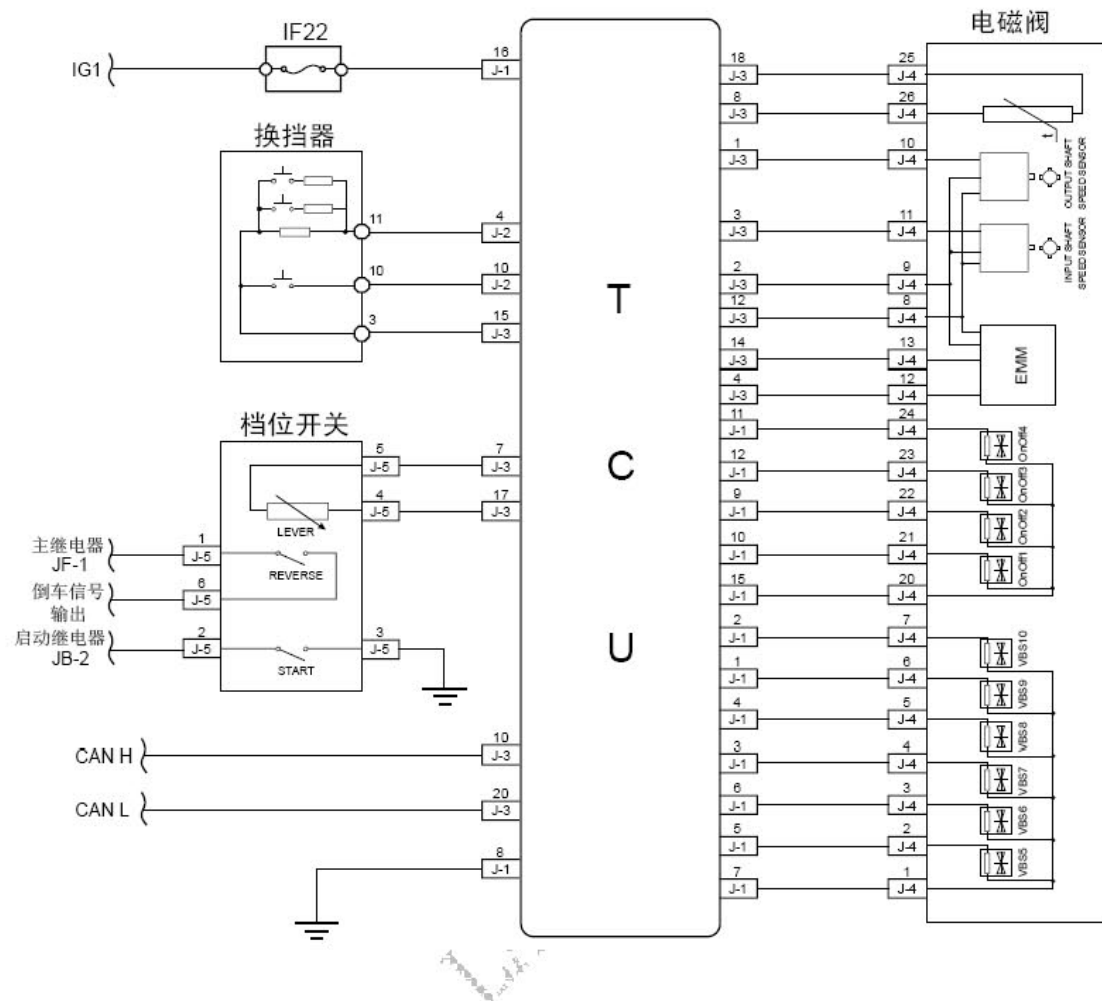 电磁阀
IF22
IG1
16
J-1
换挡器
11
4
J-2
10
10
J-2
3
15
J-3
档位开关
5
J-5
7
J-3
4
J-5
17
J-3
LEVER
主继电器
JF-1
1
J-5
REVERSE
倒车信号
输出
6
J-5
启动继电器
JB-2
2
J-5
3
J-5
START
CAN H
10
J-3
CAN L
20
J-3
8
J-1
T
C
U
18
J-3
25
J-4
8
J-3
26
J-4
t
1
J-3
10
J-4
OUTPUT SHAFT
SPEED SENSOR
3
J-3
11
J-4
INPUT SHAFT
SPEED SENSOR
2
J-3
9
J-4
12
J-3
8
J-4
14
J-3
13
J-4
EMM
4
J-3
12
J-4
11
J-1
24
J-4
OnOff4
12
J-1
23
J-4
OnOff3
9
J-1
22
J-4
OnOff2
10
J-1
21
J-4
OnOff1
15
J-1
20
J-4
2
J-1
7
J-4
VBS10
1
J-1
6
J-4
VBS9
4
J-1
5
J-4
VBS8
3
J-1
4
J-4
VBS7
6
J-1
3
J-4
VBS6
5
J-1
2
J-4
VBS5
7
J-1
1
J-4